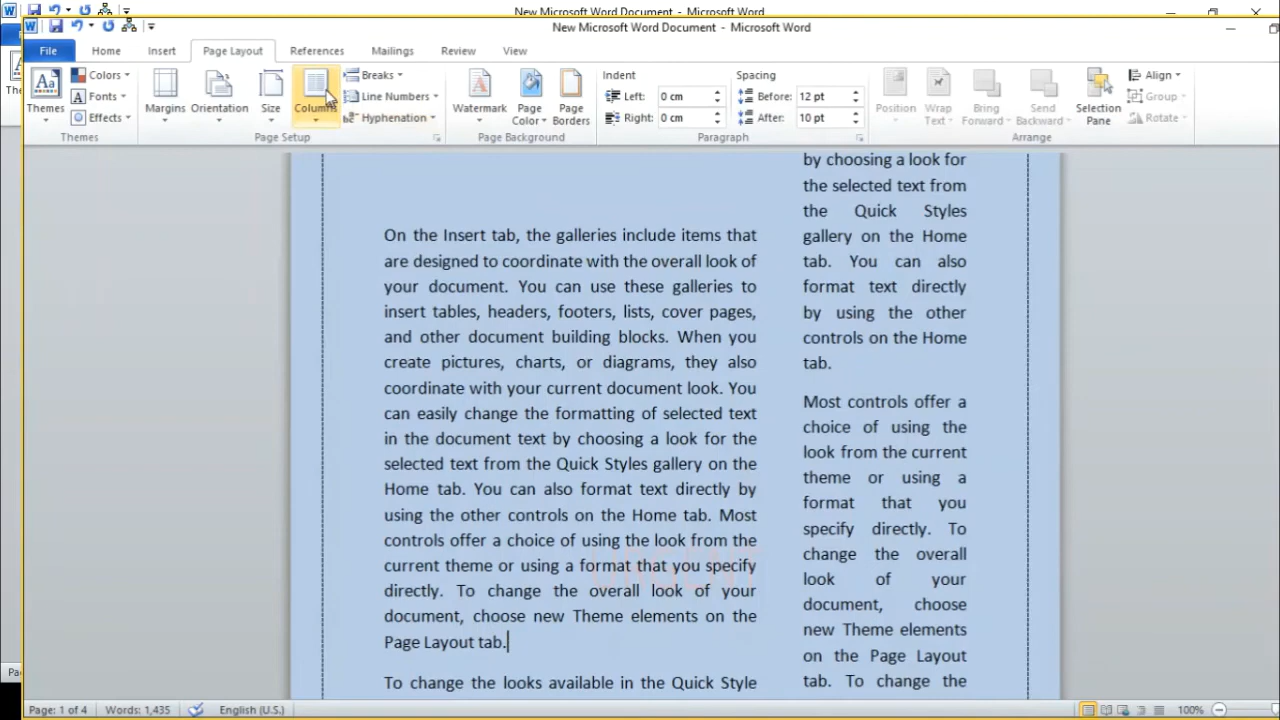 New Microsoft Word Document - Microsoft Word
New Microsoft Word Document - Microsoft Word
File Home Insert Page Layout References Mailings Review View
Themes
Colors
Fonts
Effects
Themes
Margins
Orientation
Size
Columns
Breaks
Line Numbers
Hyphenation
Page Setup
Watermark
Page Color
Page Borders
Page Background
Indent
Left: 0 cm
Right: 0 cm
Spacing
Before: 12 pt
After: 10 pt
Paragraph
Position
Wrap Text
Bring Forward
Send Backward
Selection Pane
Align
Group
Rotate
Arrange
On the Insert tab, the galleries include items that
are designed to coordinate with the overall look of
your document. You can use these galleries to
insert tables, headers, footers, lists, cover pages,
and other document building blocks. When you
create pictures, charts, or diagrams, they also
coordinate with your current document look. You
can easily change the formatting of selected text
in the document text by choosing a look for the
selected text from the Quick Styles gallery on the
Home tab. You can also format text directly by
using the other controls on the Home tab. Most
controls offer a choice of using the look from the
current theme or using a format that you specify
directly. To change the overall look of your
document, choose new Theme elements on the
Page Layout tab.
To change the looks available in the Quick Style
URGENT
by choosing a look for
the selected text from
the Quick Styles
gallery on the Home
tab. You can also
format text directly
by using the other
controls on the Home
tab.
Most controls offer a
choice of using the
look from the current
theme or using a
format that you
specify directly. To
change the overall
look of your
document, choose
new Theme elements
on the Page Layout
tab. To change the
Page: 1 of 4 Words: 1,435 English (U.S.) 100%